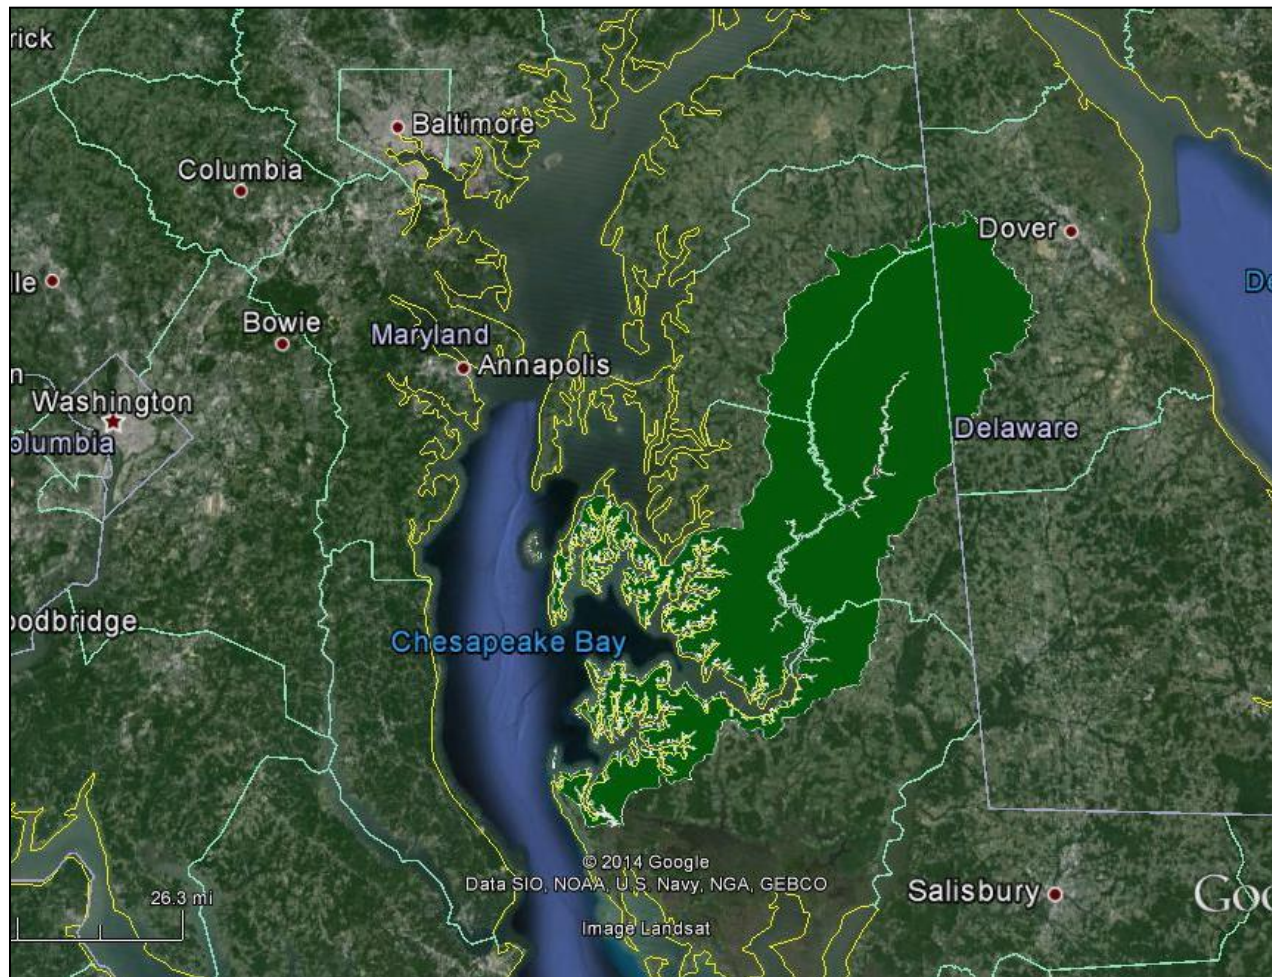 rick
Baltimore
Columbia
Dover
lle
De
Bowie
Maryland
Annapolis
n
Washington
olumbia
Delaware
oodbridge
Chesapeake Bay
© 2014 Google
Data SIO, NOAA, U.S. Navy, NGA, GEBCO
26.3 mi
Salisbury
Goo
Image Landsat